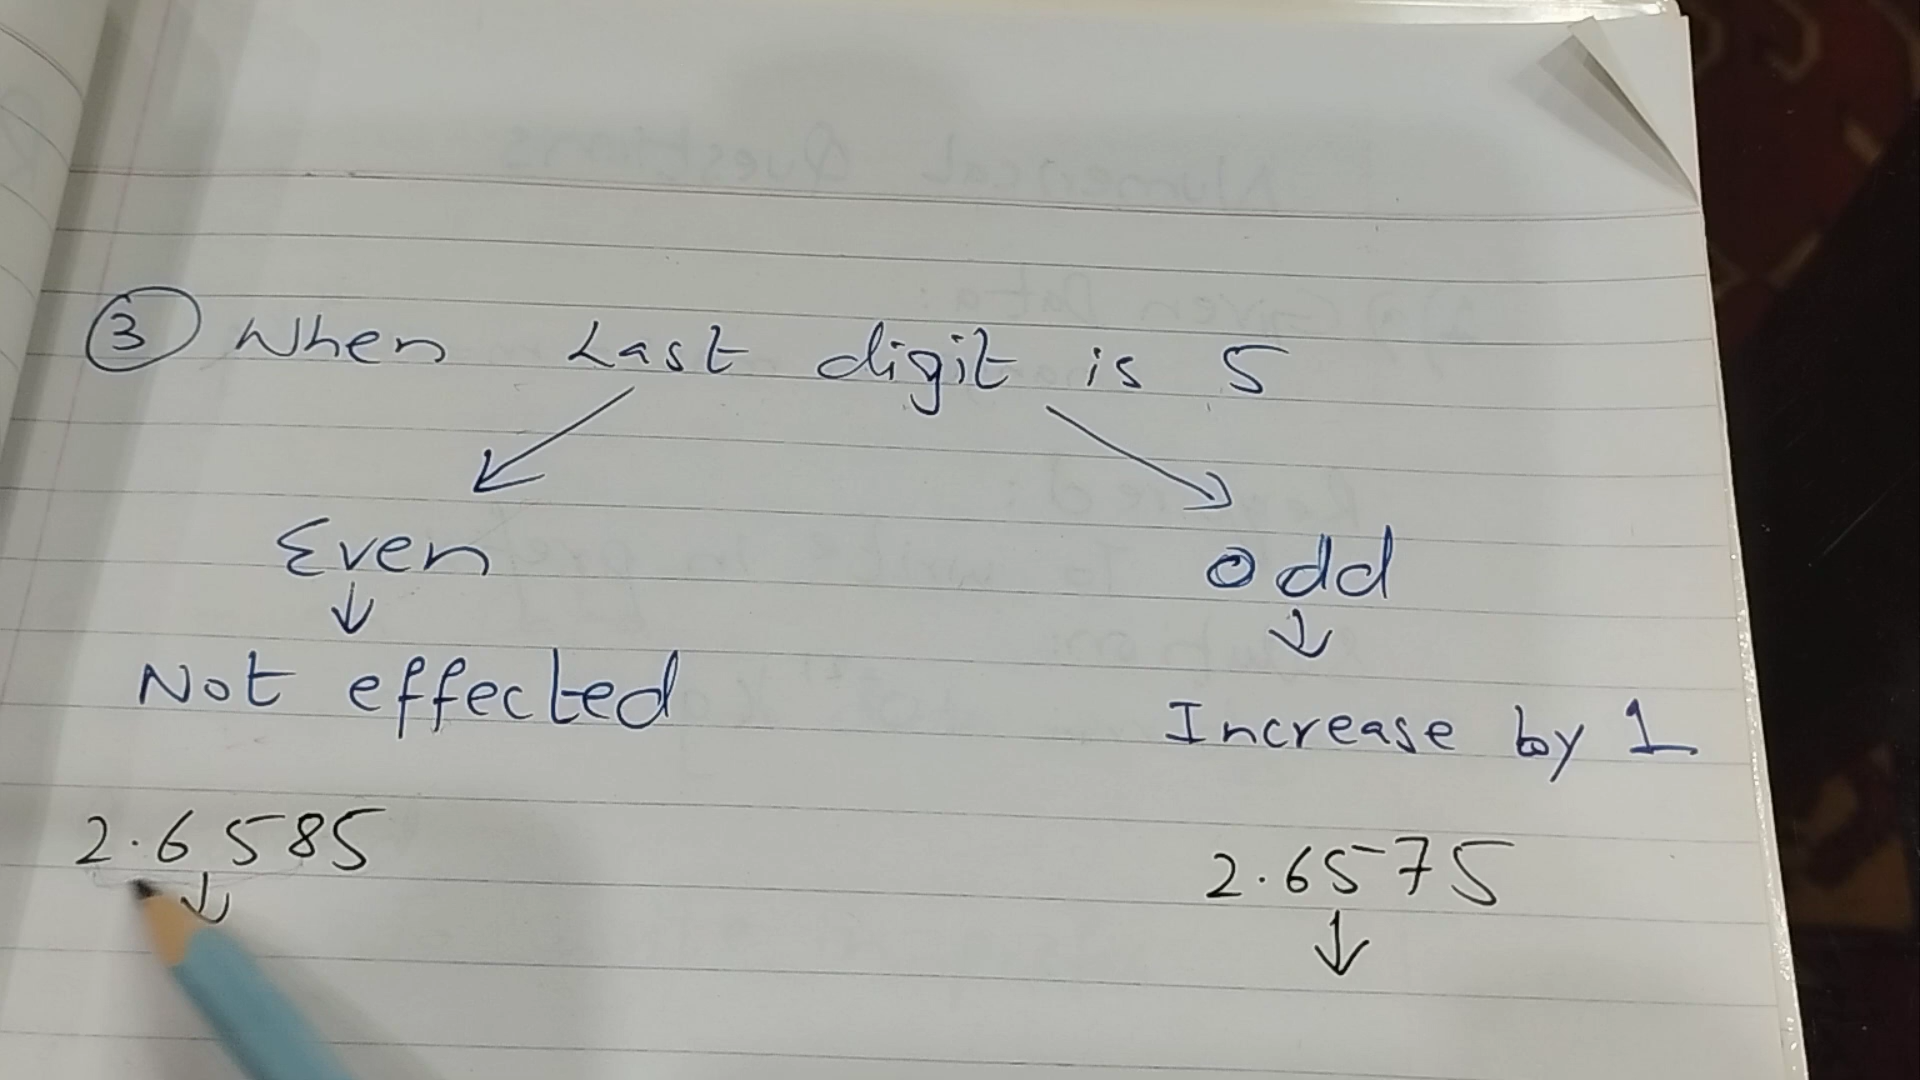 ③ When Last digit is 5
Even Odd
Not effected Increase by 1
2.6585 2.6575